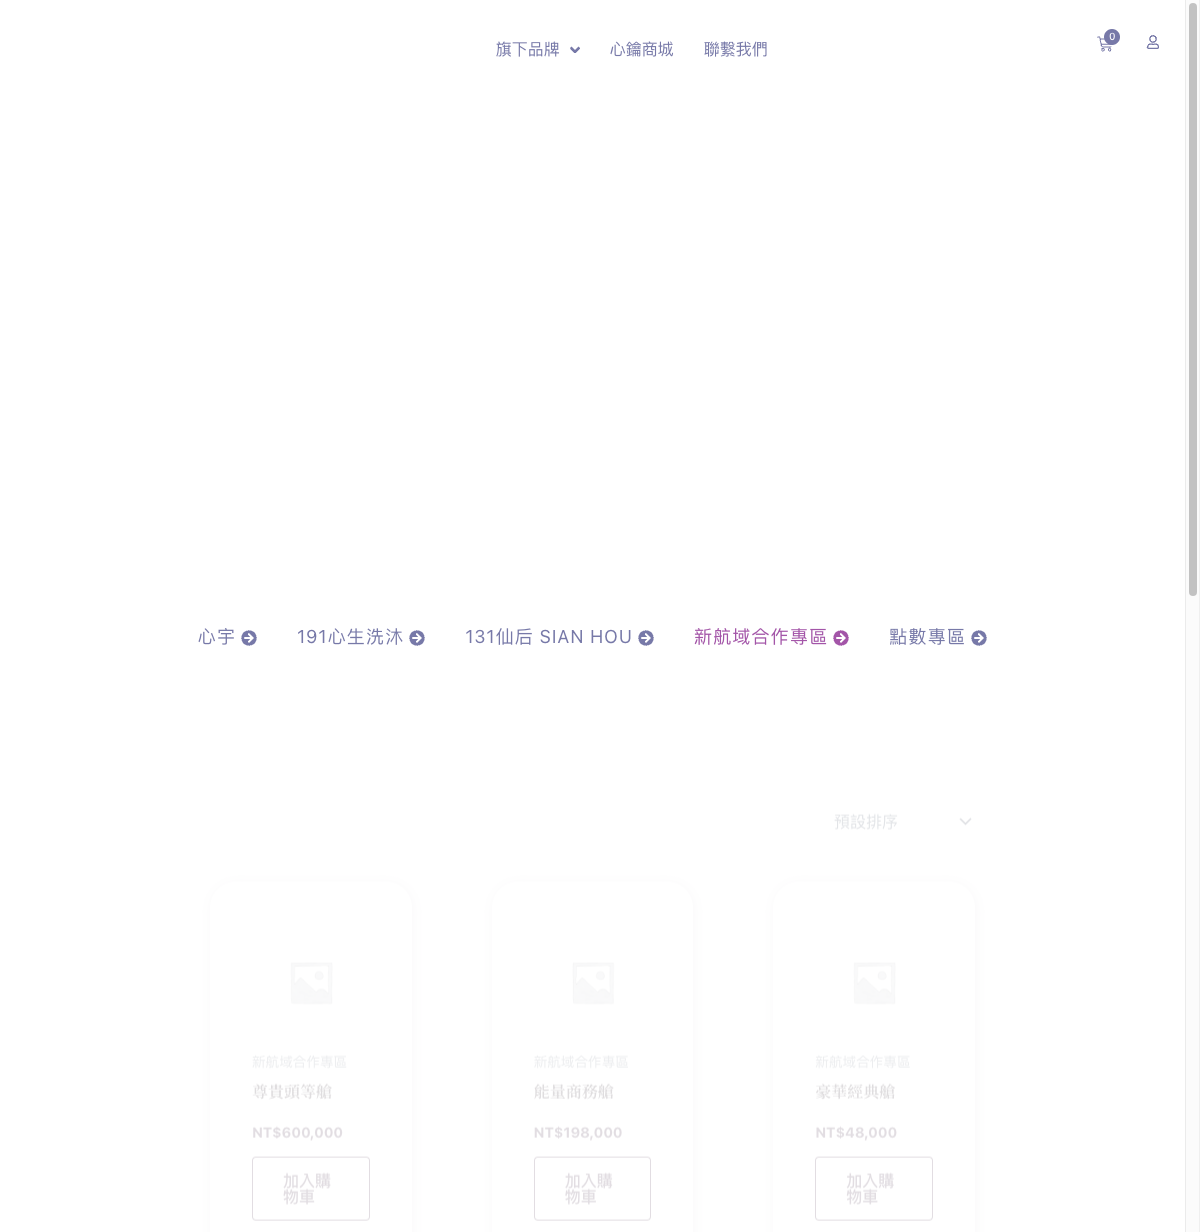 旗下品牌 心鑰商城 聯繫我們 0
心宇 191心生洗沐 131仙后 SIAN HOU 新航域合作專區 點數專區
預設排序
新航域合作專區 新航域合作專區 新航域合作專區
尊貴頭等艙 能量商務艙 豪華經典艙
NT$600,000 NT$198,000 NT$48,000
加入購 加入購 加入購
物車 物車 物車